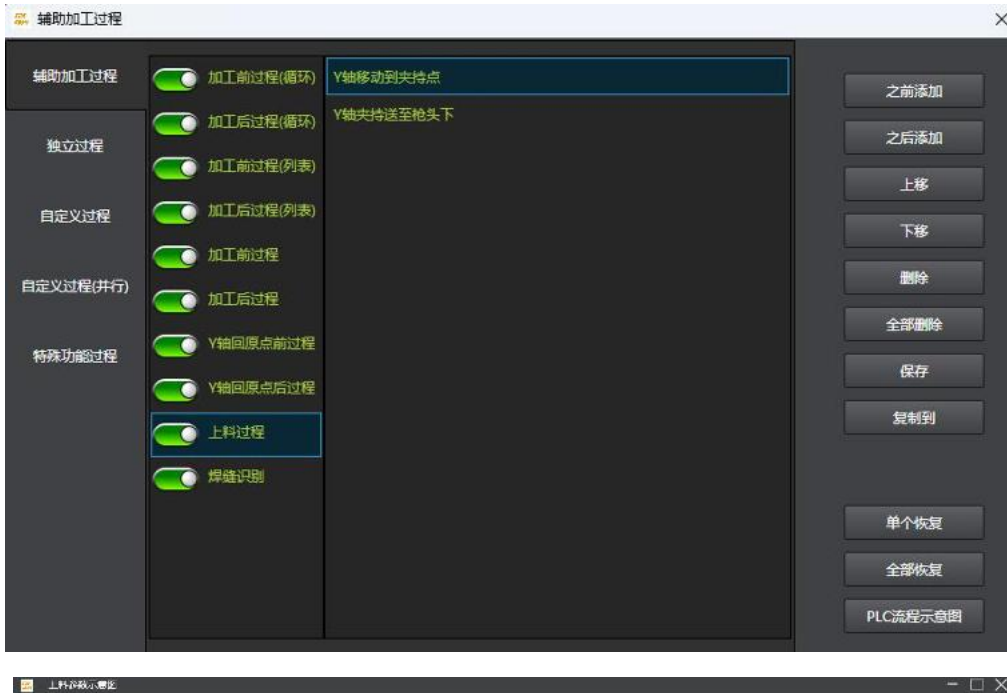 辅助加工过程
辅助加工过程
独立过程
自定义过程
自定义过程(并行)
特殊功能过程
加工前过程(循环)
加工后过程(循环)
加工前过程(列表)
加工后过程(列表)
加工前过程
加工后过程
Y轴回原点前过程
Y轴回原点后过程
上料过程
焊缝识别
Y轴移动到夹持点
Y轴夹持送至枪头下
之前添加
之后添加
上移
下移
删除
全部删除
保存
复制到
单个恢复
全部恢复
PLC流程示意图
上料参数示意图